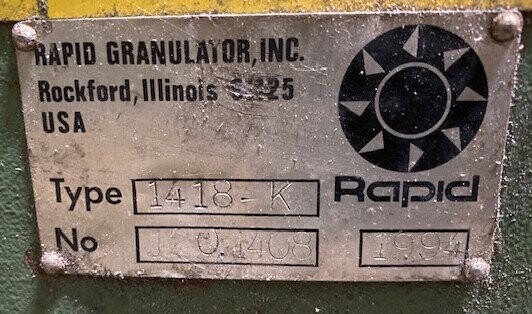 RAPID GRANULATOR, INC.
Rockford, Illinois
USA
Rapid
Type 1418-K
No 1994